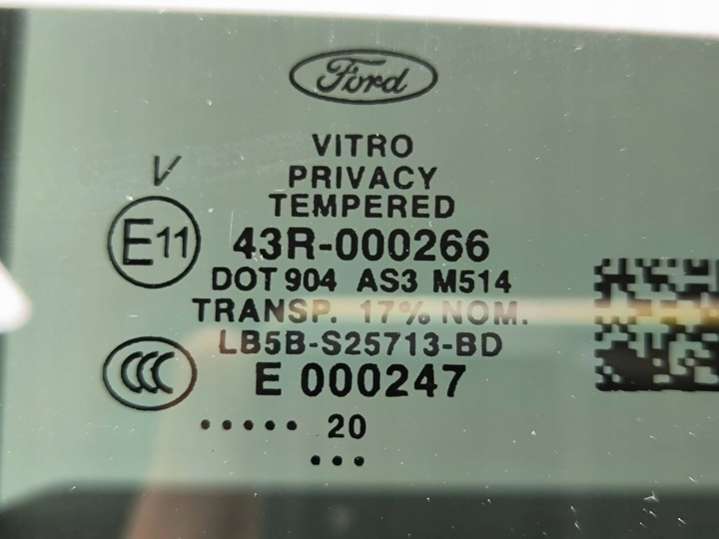 Ford
VITRO
PRIVACY
TEMPERED
V
E11 43R-000266
DOT 904 AS3 M514
TRANSP. 17% NOM.
LB5B-S25713-BD
CCC E 000247
••••• 20
•••